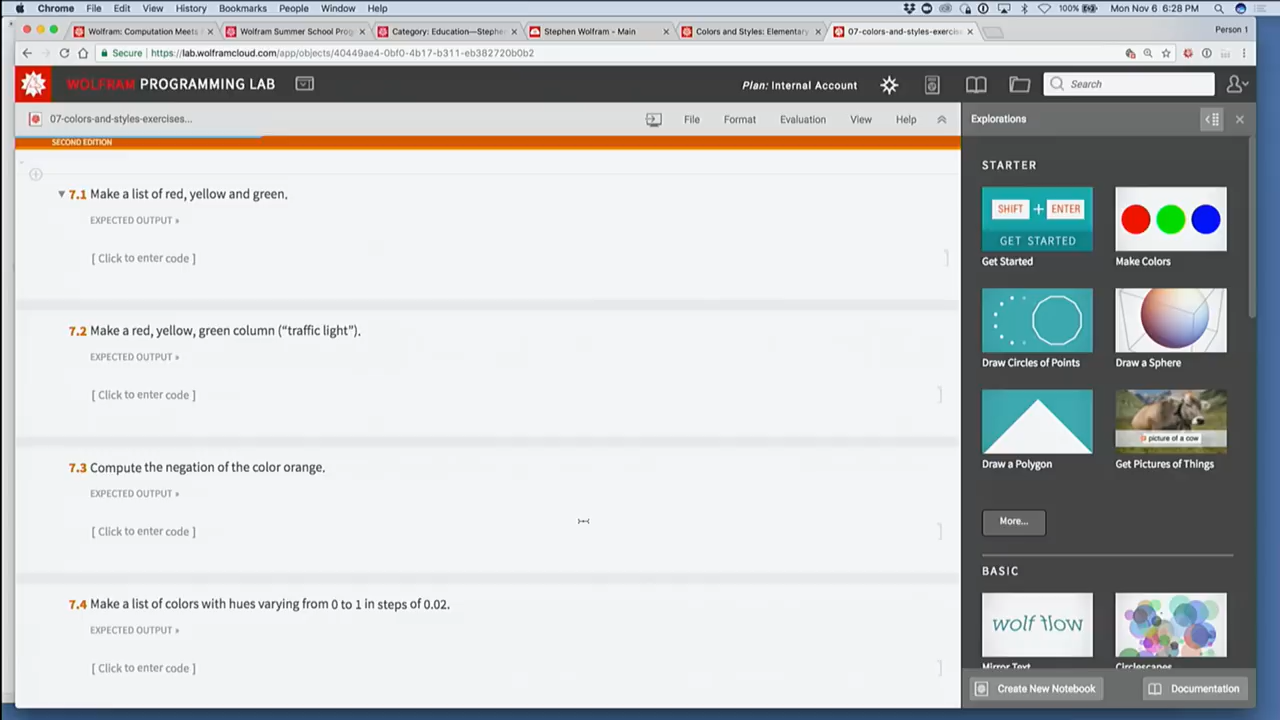 Chrome File Edit View History Bookmarks People Window Help 100% Mon Nov 6 6:28 PM
Wolfram: Computation Meets Wolfram Summer School Prog Category: Education—Stephe Stephen Wolfram - Main Colors and Styles: Elementary 07-colors-and-styles-exercise Person 1
Secure https://lab.wolframcloud.com/app/objects/40449ae4-0bf0-4b17-b311-eb382720b0b2
WOLFRAM PROGRAMMING LAB Plan: Internal Account Search
07-colors-and-styles-exercises... File Format Evaluation View Help Explorations
SECOND EDITION
7.1 Make a list of red, yellow and green.
EXPECTED OUTPUT »
[ Click to enter code ]
7.2 Make a red, yellow, green column (“traffic light”).
EXPECTED OUTPUT »
[ Click to enter code ]
7.3 Compute the negation of the color orange.
EXPECTED OUTPUT »
[ Click to enter code ]
7.4 Make a list of colors with hues varying from 0 to 1 in steps of 0.02.
EXPECTED OUTPUT »
[ Click to enter code ]
STARTER
SHIFT + ENTER
GET STARTED
Get Started Make Colors
Draw Circles of Points Draw a Sphere
picture of a cow
Draw a Polygon Get Pictures of Things
More...
BASIC
wolf flow
Mirror Text Circlescapes
Create New Notebook Documentation